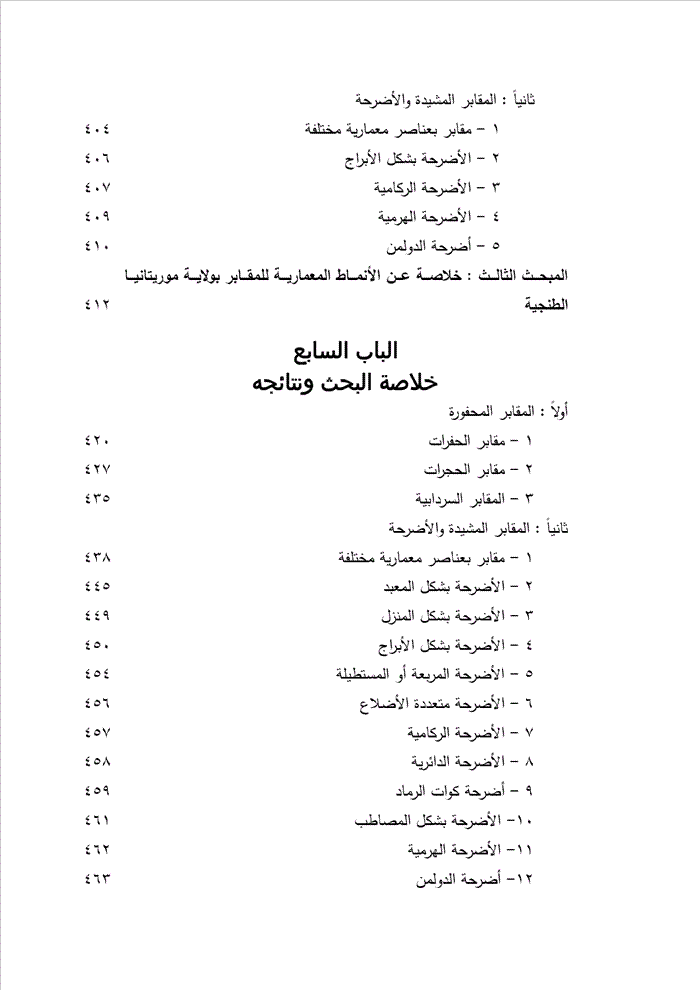 ثانياً : المقابر المشيدة والأضرحة
١ – مقابر بعناصر معمارية مختلفة ٤٠٤
٢ – الأضرحة بشكل الأبراج ٤٠٦
٣ – الأضرحة الركامية ٤٠٧
٤ – الأضرحة الهرمية ٤٠٩
٥ – أضرحة الدولمن ٤١٠
المبحث الثالث : خلاصة عن الأنماط المعمارية للمقابر بولاية موريتانيا
الطنجية ٤١٢
الباب السابع
خلاصة البحث ونتائجه
أولاً : المقابر المحفورة
١ – مقابر الحفرات ٤٢٠
٢ – مقابر الحجرات ٤٢٧
٣ – المقابر السردابية ٤٣٥
ثانياً : المقابر المشيدة والأضرحة
١ – مقابر بعناصر معمارية مختلفة ٤٣٨
٢ – الأضرحة بشكل المعبد ٤٤٥
٣ – الأضرحة بشكل المنزل ٤٤٩
٤ – الأضرحة بشكل الأبراج ٤٥٠
٥ – الأضرحة المربعة أو المستطيلة ٤٥٤
٦ – الأضرحة متعددة الأضلاع ٤٥٦
٧ – الأضرحة الركامية ٤٥٧
٨ – الأضرحة الدائرية ٤٥٨
٩ – أضرحة كوات الرماد ٤٥٩
١٠– الأضرحة بشكل المصاطب ٤٦١
١١– الأضرحة الهرمية ٤٦٢
١٢– أضرحة الدولمن ٤٦٣